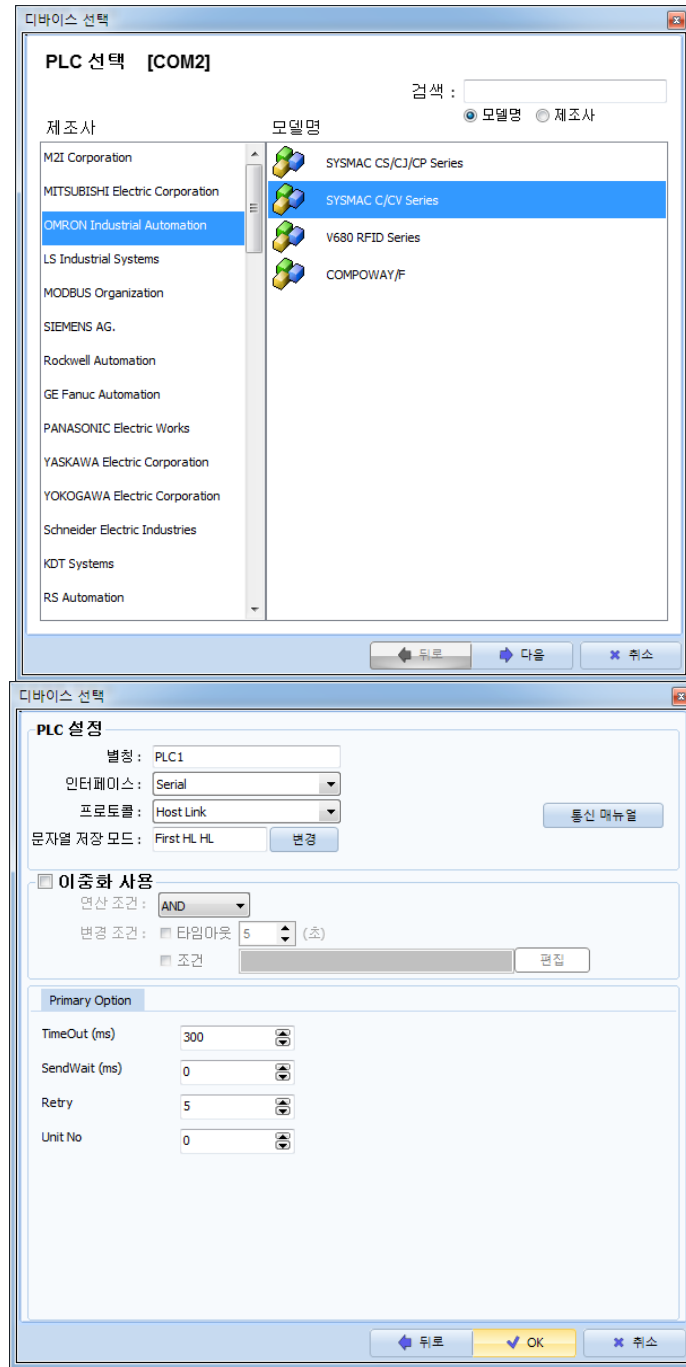 디바이스 선택
PLC 선택 [COM2]
검색 :
모델명 제조사
제조사 모델명
M2I Corporation
MITSUBISHI Electric Corporation
OMRON Industrial Automation
LS Industrial Systems
MODBUS Organization
SIEMENS AG.
Rockwell Automation
GE Fanuc Automation
PANASONIC Electric Works
YASKAWA Electric Corporation
YOKOGAWA Electric Corporation
Schneider Electric Industries
KDT Systems
RS Automation
SYSMAC CS/CJ/CP Series
SYSMAC C/CV Series
V680 RFID Series
COMPOWAY/F
뒤로 다음 취소
디바이스 선택
PLC 설정
별칭 : PLC1
인터페이스 : Serial
프로토콜 : Host Link
통신 매뉴얼
문자열 저장 모드 : First HL HL 변경
이중화 사용
연산 조건 : AND
변경 조건 : 타임아웃 5 (초)
조건 편집
Primary Option
TimeOut (ms) 300
SendWait (ms) 0
Retry 5
Unit No 0
뒤로 OK 취소